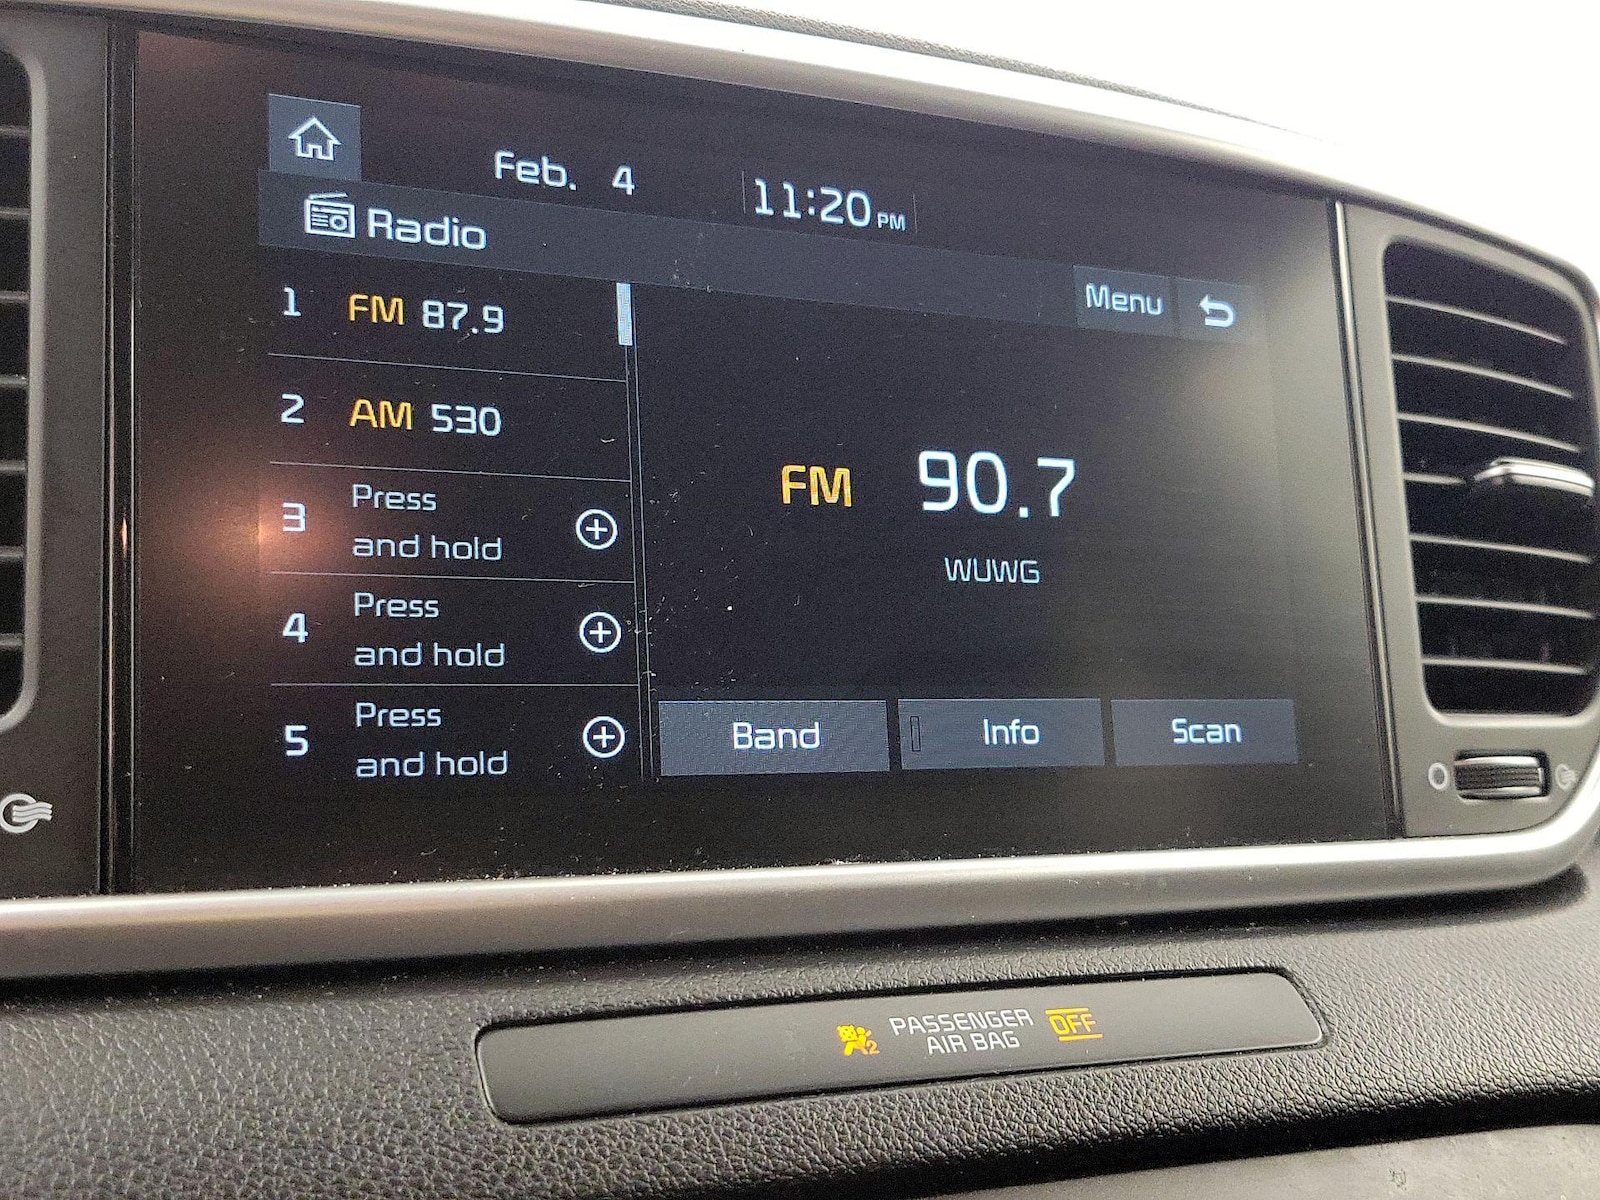 Feb. 4 11:20 PM
Radio
Menu
1 FM 87.9
2 AM 530
3 Press
and hold
4 Press
and hold
5 Press
and hold
FM 90.7
WUWG
Band Info Scan
2 PASSENGER
AIR BAG
OFF